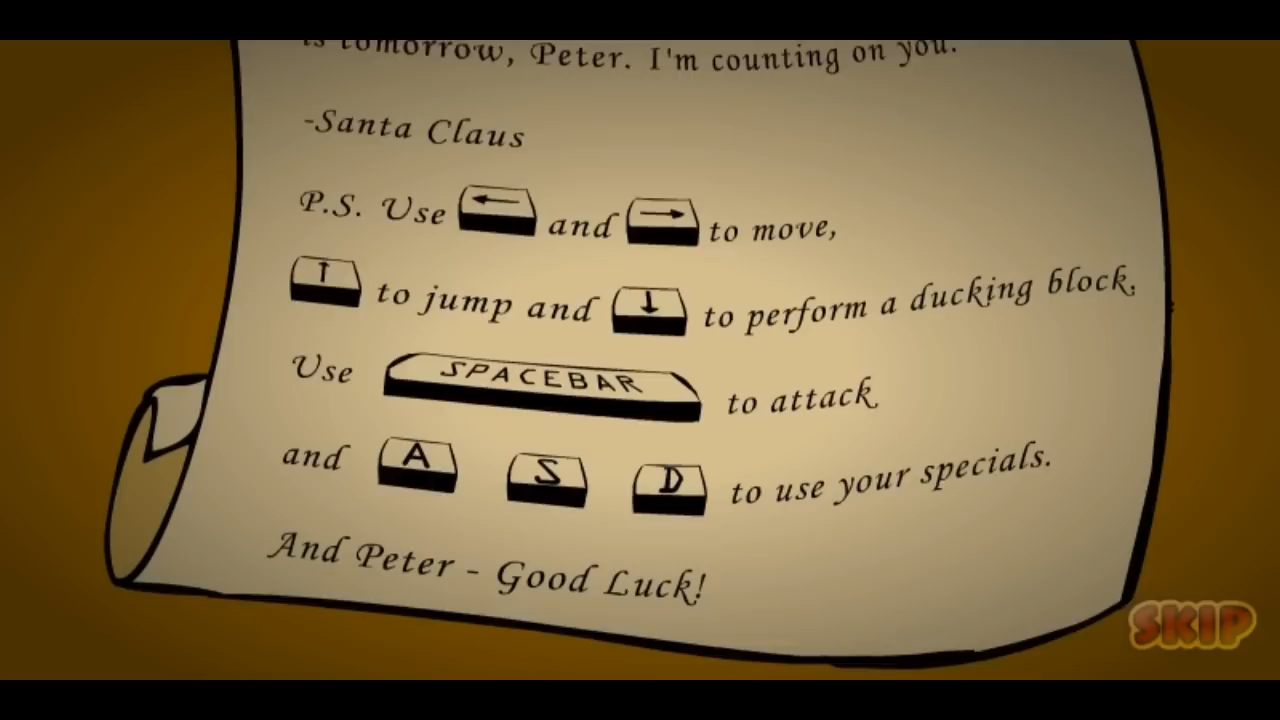 is tomorrow, Peter. I'm counting on you.
-Santa Claus
P.S. Use ← and → to move,
↑ to jump and ↓ to perform a ducking block.
Use SPACEBAR to attack
and A S D to use your specials.
And Peter - Good Luck!
SKIP